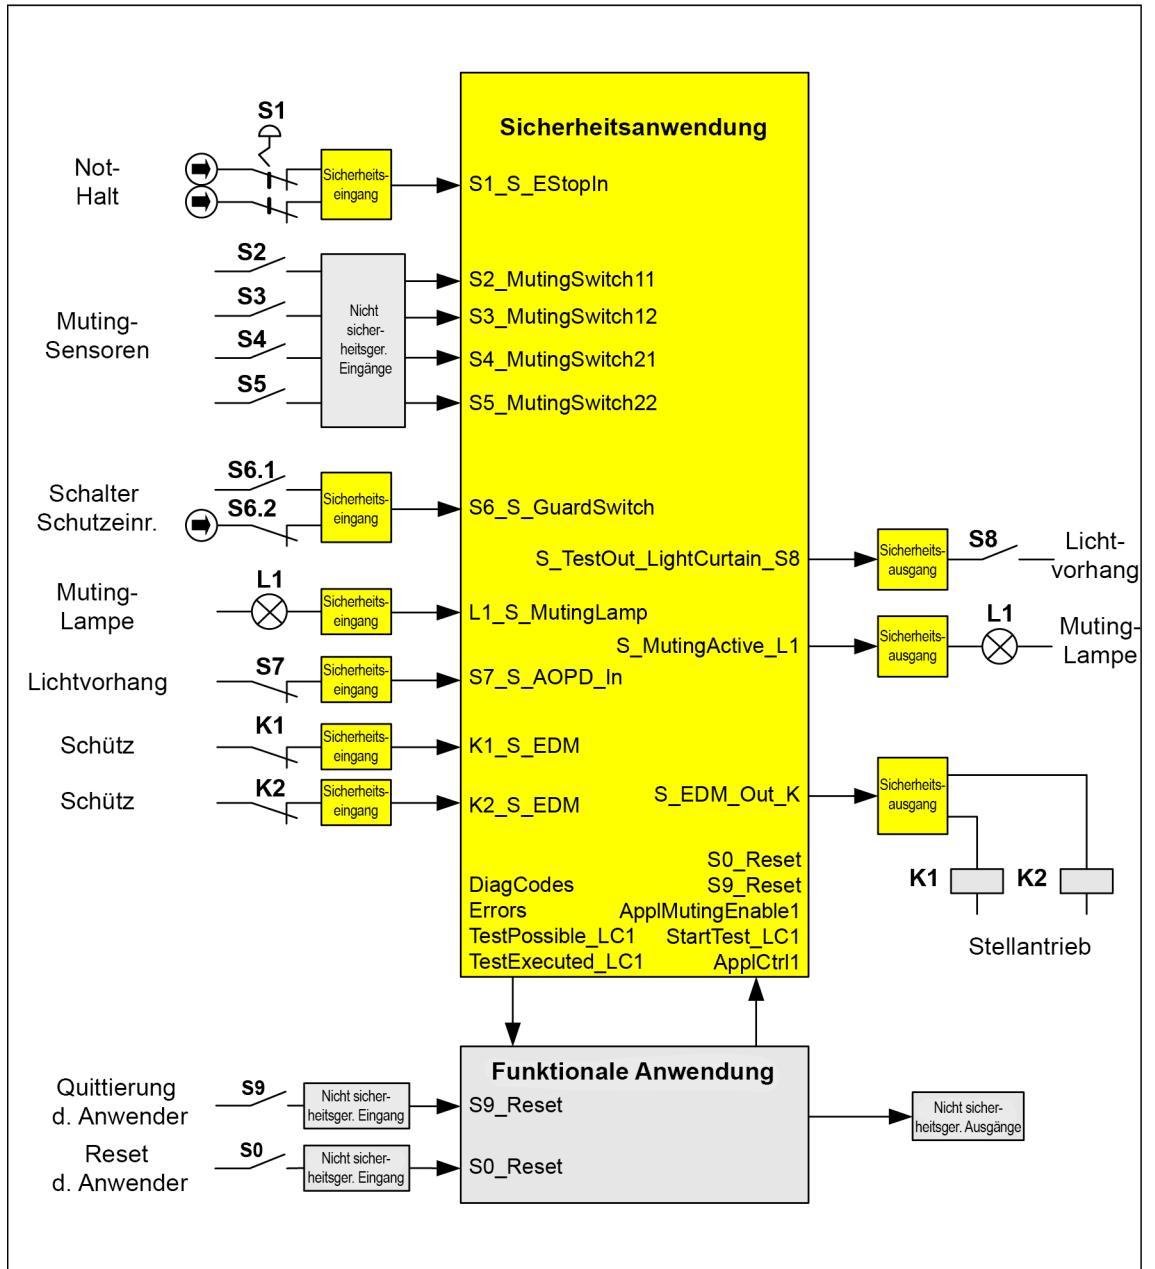 Sicherheitsanwendung
S1
Not-
Halt
Sicherheits-
eingang
S1_S_EStopIn
Muting-
Sensoren
S2
S3
S4
S5
Nicht
sicher-
heitsger.
Eingänge
S2_MutingSwitch11
S3_MutingSwitch12
S4_MutingSwitch21
S5_MutingSwitch22
Schalter
Schutzeinr.
S6.1
S6.2
Sicherheits-
eingang
S6_S_GuardSwitch
S_TestOut_LightCurtain_S8
Sicherheits-
ausgang
S8
Licht-
vorhang
Muting-
Lampe
L1
Sicherheits-
eingang
L1_S_MutingLamp
S_MutingActive_L1
Sicherheits-
ausgang
L1
Muting-
Lampe
Lichtvorhang
S7
Sicherheits-
eingang
S7_S_AOPD_In
Schütz
K1
Sicherheits-
eingang
K1_S_EDM
Schütz
K2
Sicherheits-
eingang
K2_S_EDM
S_EDM_Out_K
Sicherheits-
ausgang
K1
K2
Stellantrieb
DiagCodes
Errors
TestPossible_LC1
TestExecuted_LC1
S0_Reset
S9_Reset
ApplMutingEnable1
StartTest_LC1
ApplCtrl1
Funktionale Anwendung
Quittierung
d. Anwender
S9
Nicht sicher-
heitsger. Eingang
S9_Reset
Reset
d. Anwender
S0
Nicht sicher-
heitsger. Eingang
S0_Reset
Nicht sicher-
heitsger. Ausgänge